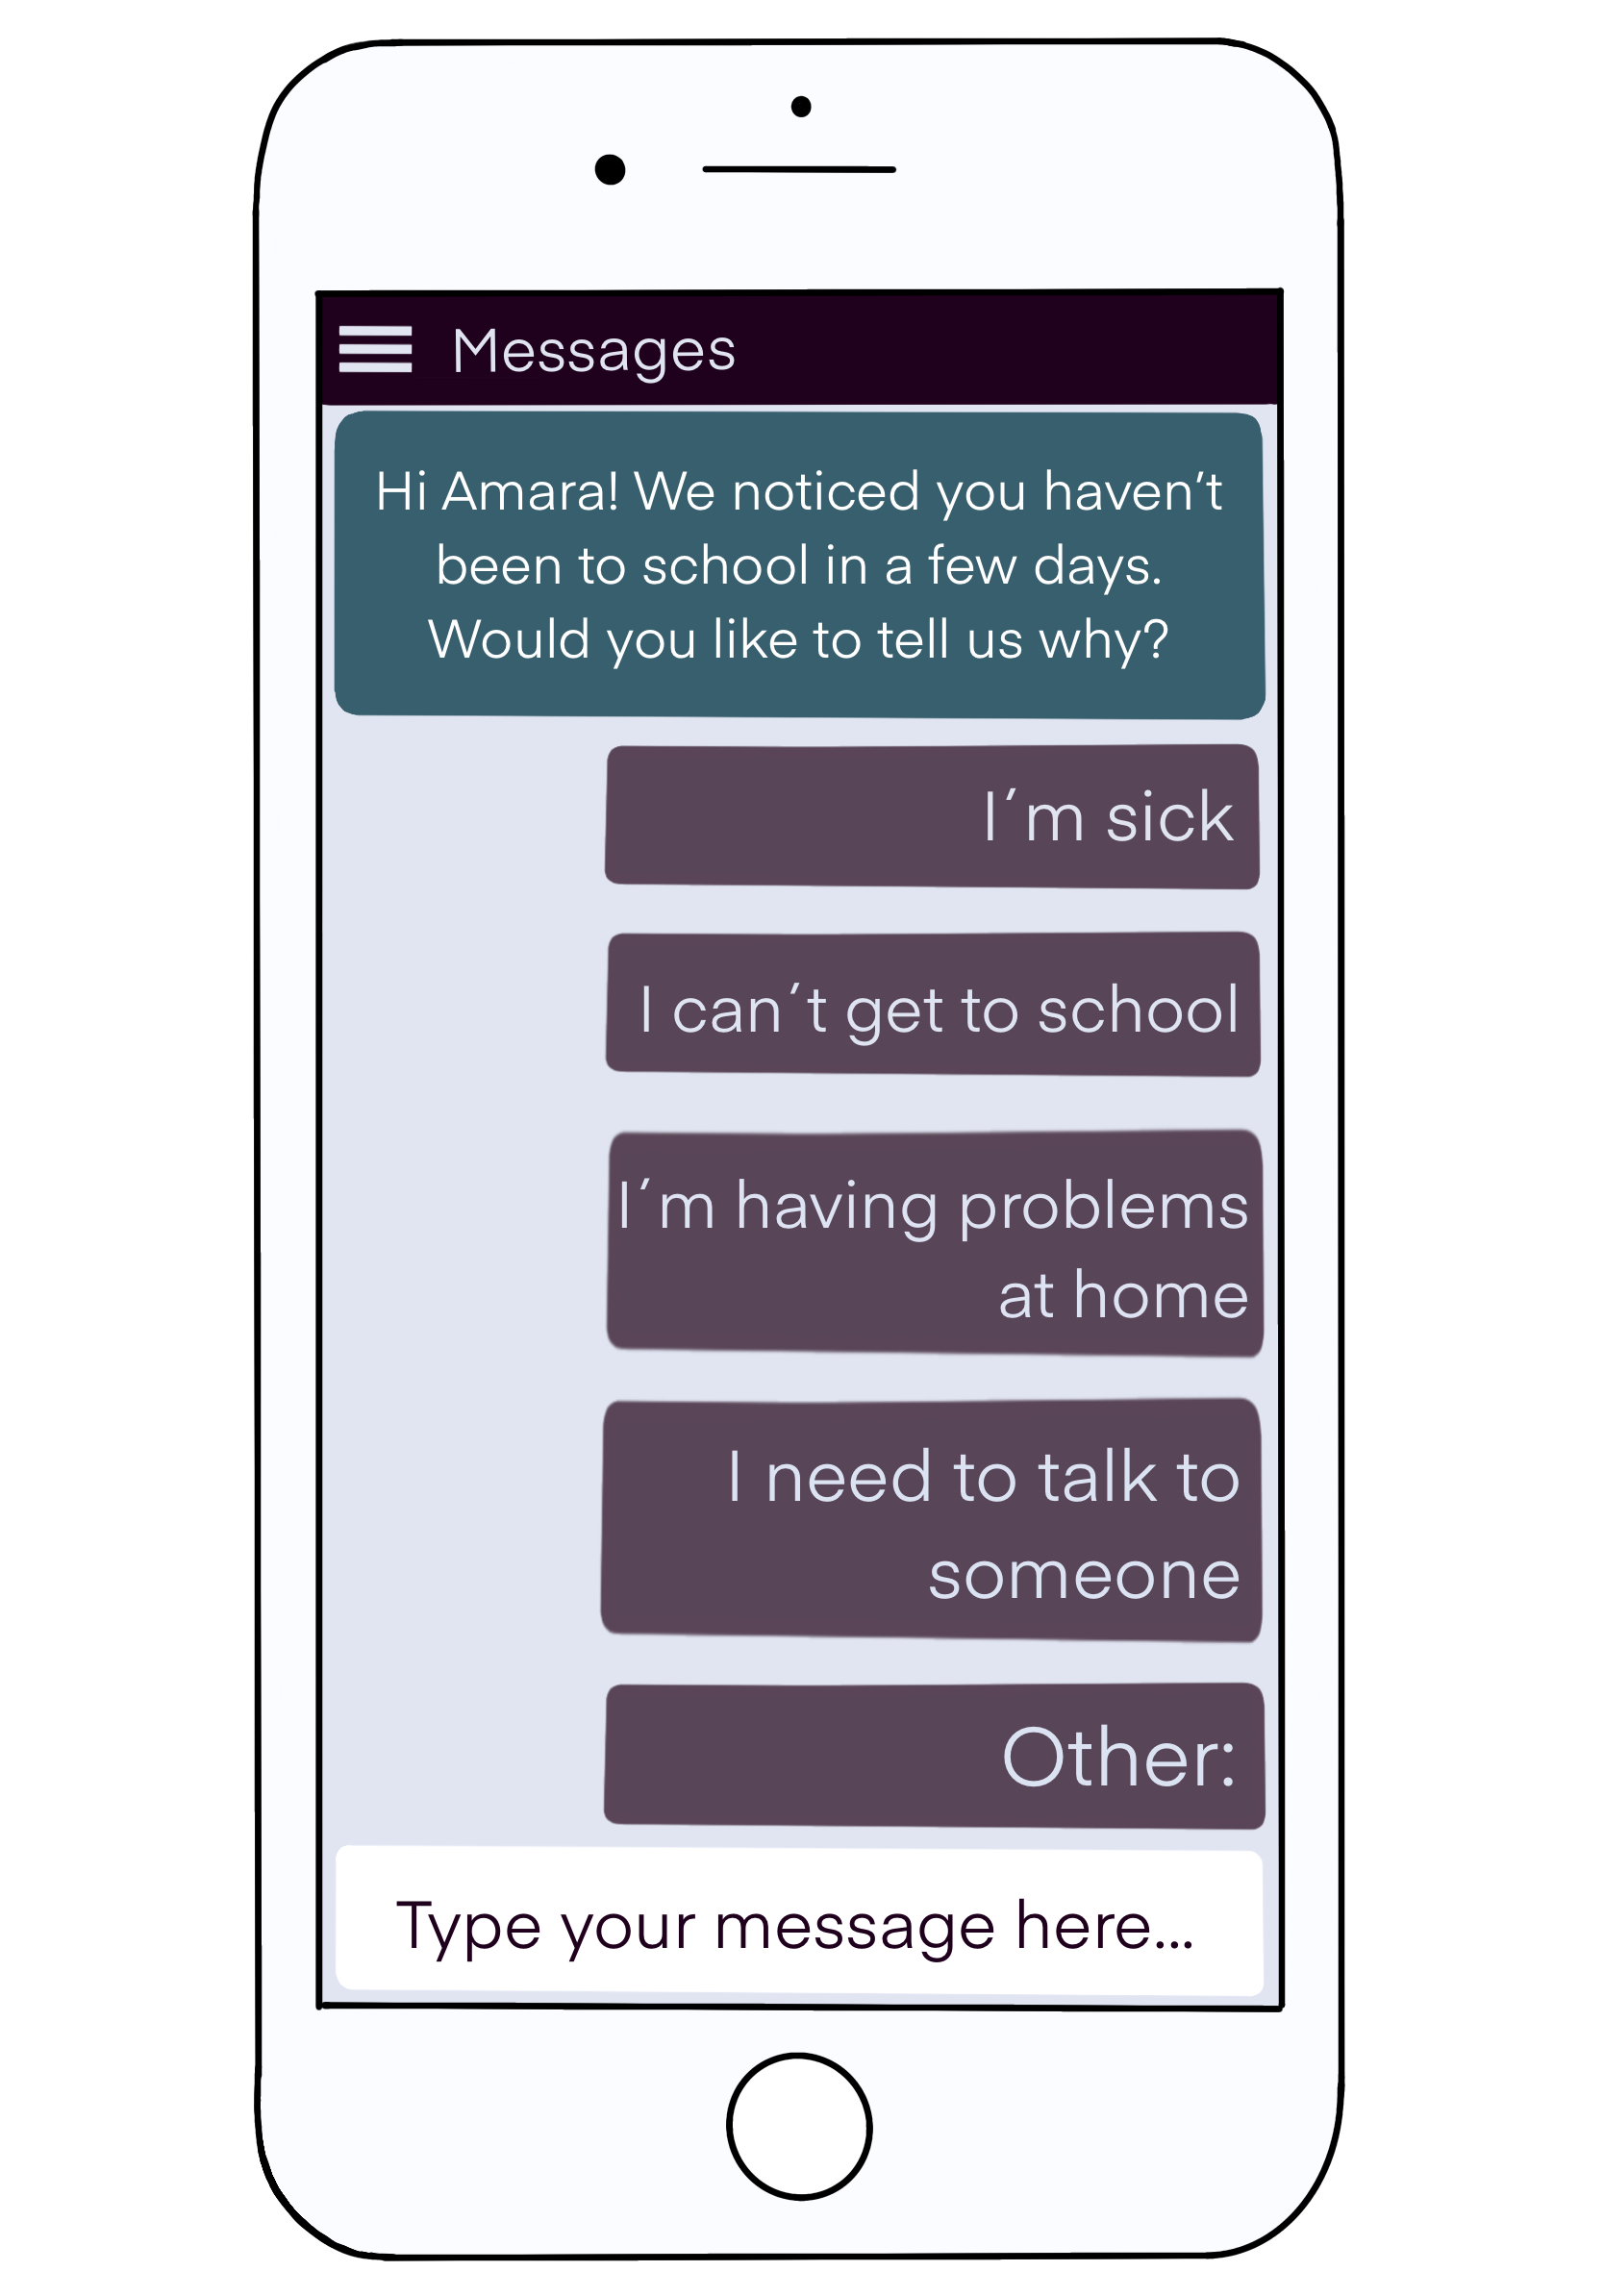 Messages
Hi Amara! We noticed you haven’t
been to school in a few days.
Would you like to tell us why?
I´m sick
I can´t get to school
I´m having problems
at home
I need to talk to
someone
Other:
Type your message here...